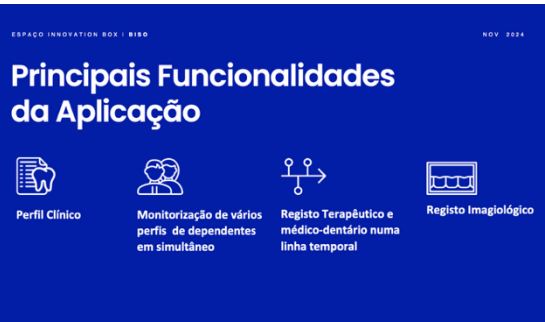 ESPAÇO INNOVATION BOX | BISO
NOV 2024
Principais Funcionalidades
da Aplicação
Perfil Clínico
Monitorização de vários
perfis de dependentes
em simultâneo
Registo Terapêutico e
médico-dentário numa
linha temporal
Registo Imagiológico